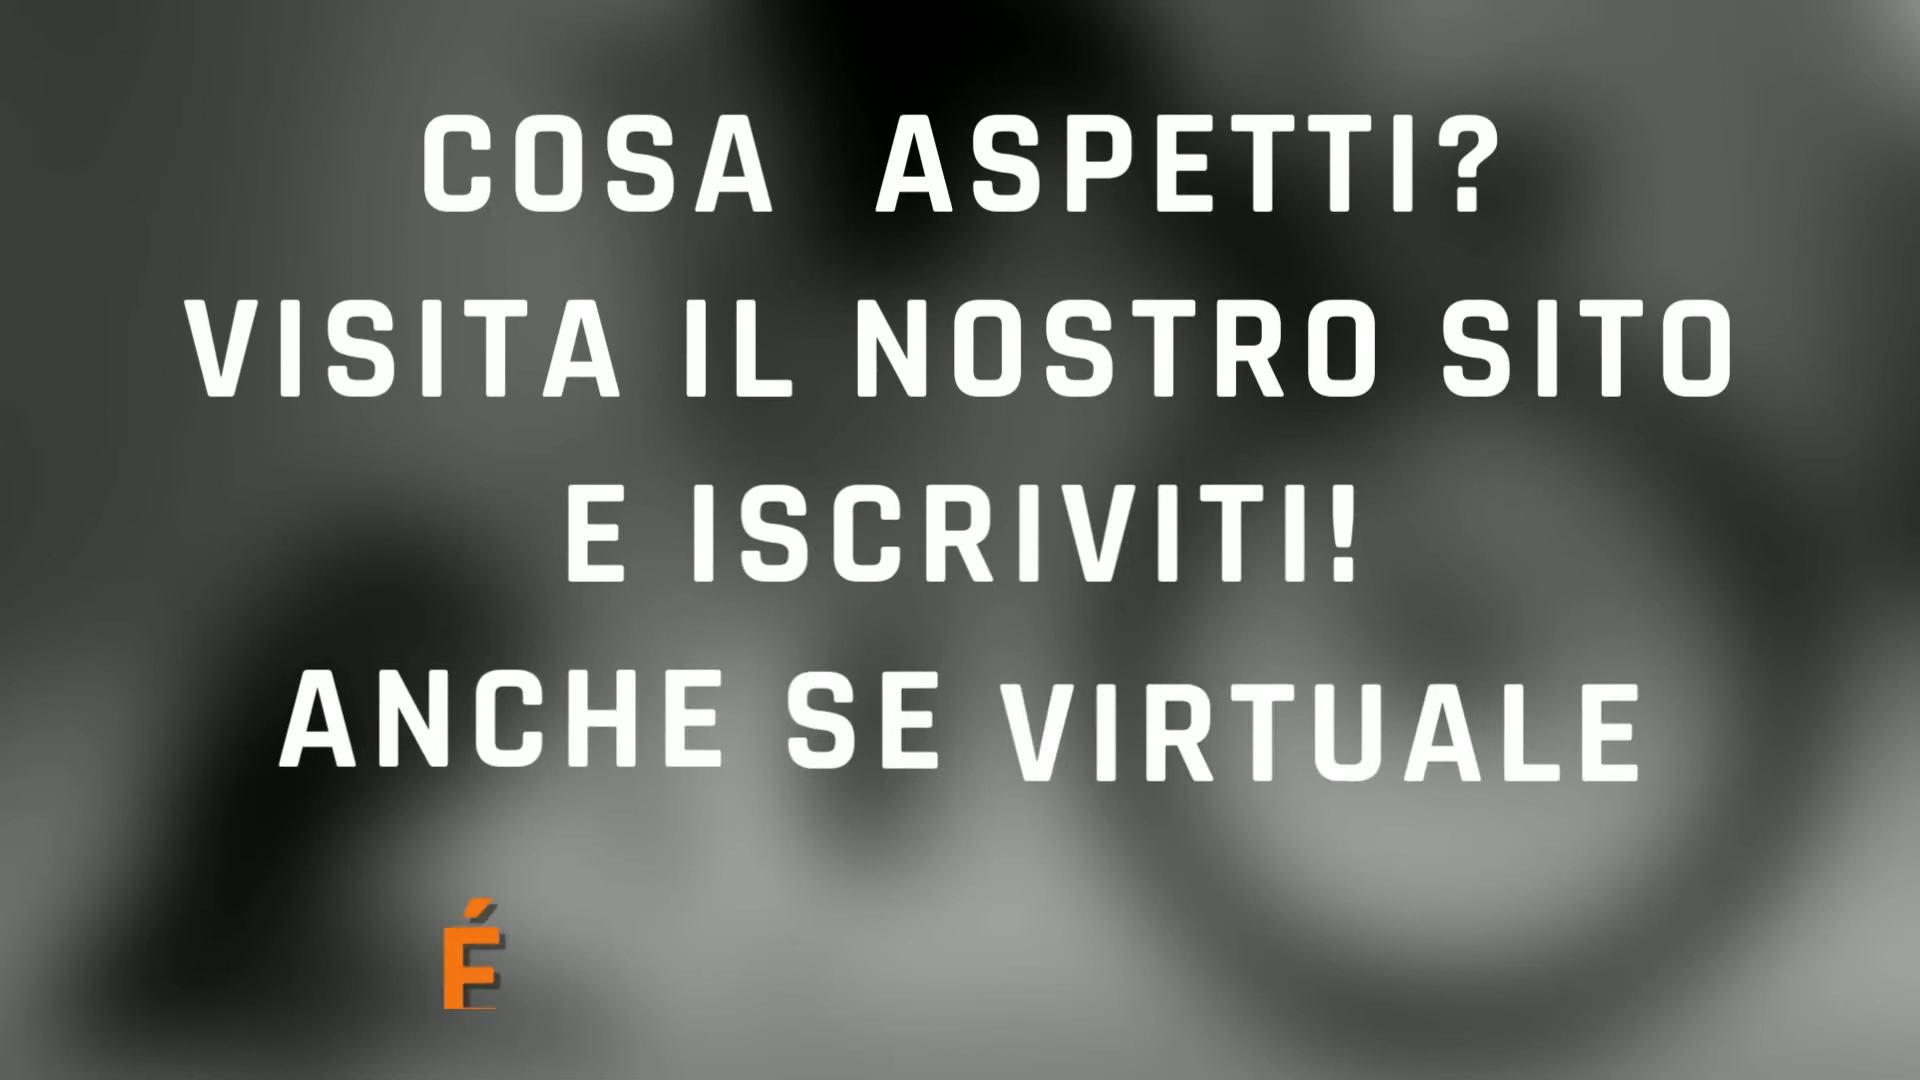 COSA ASPETTI?
VISITA IL NOSTRO SITO
E ISCRIVITI!
ANCHE SE VIRTUALE
É